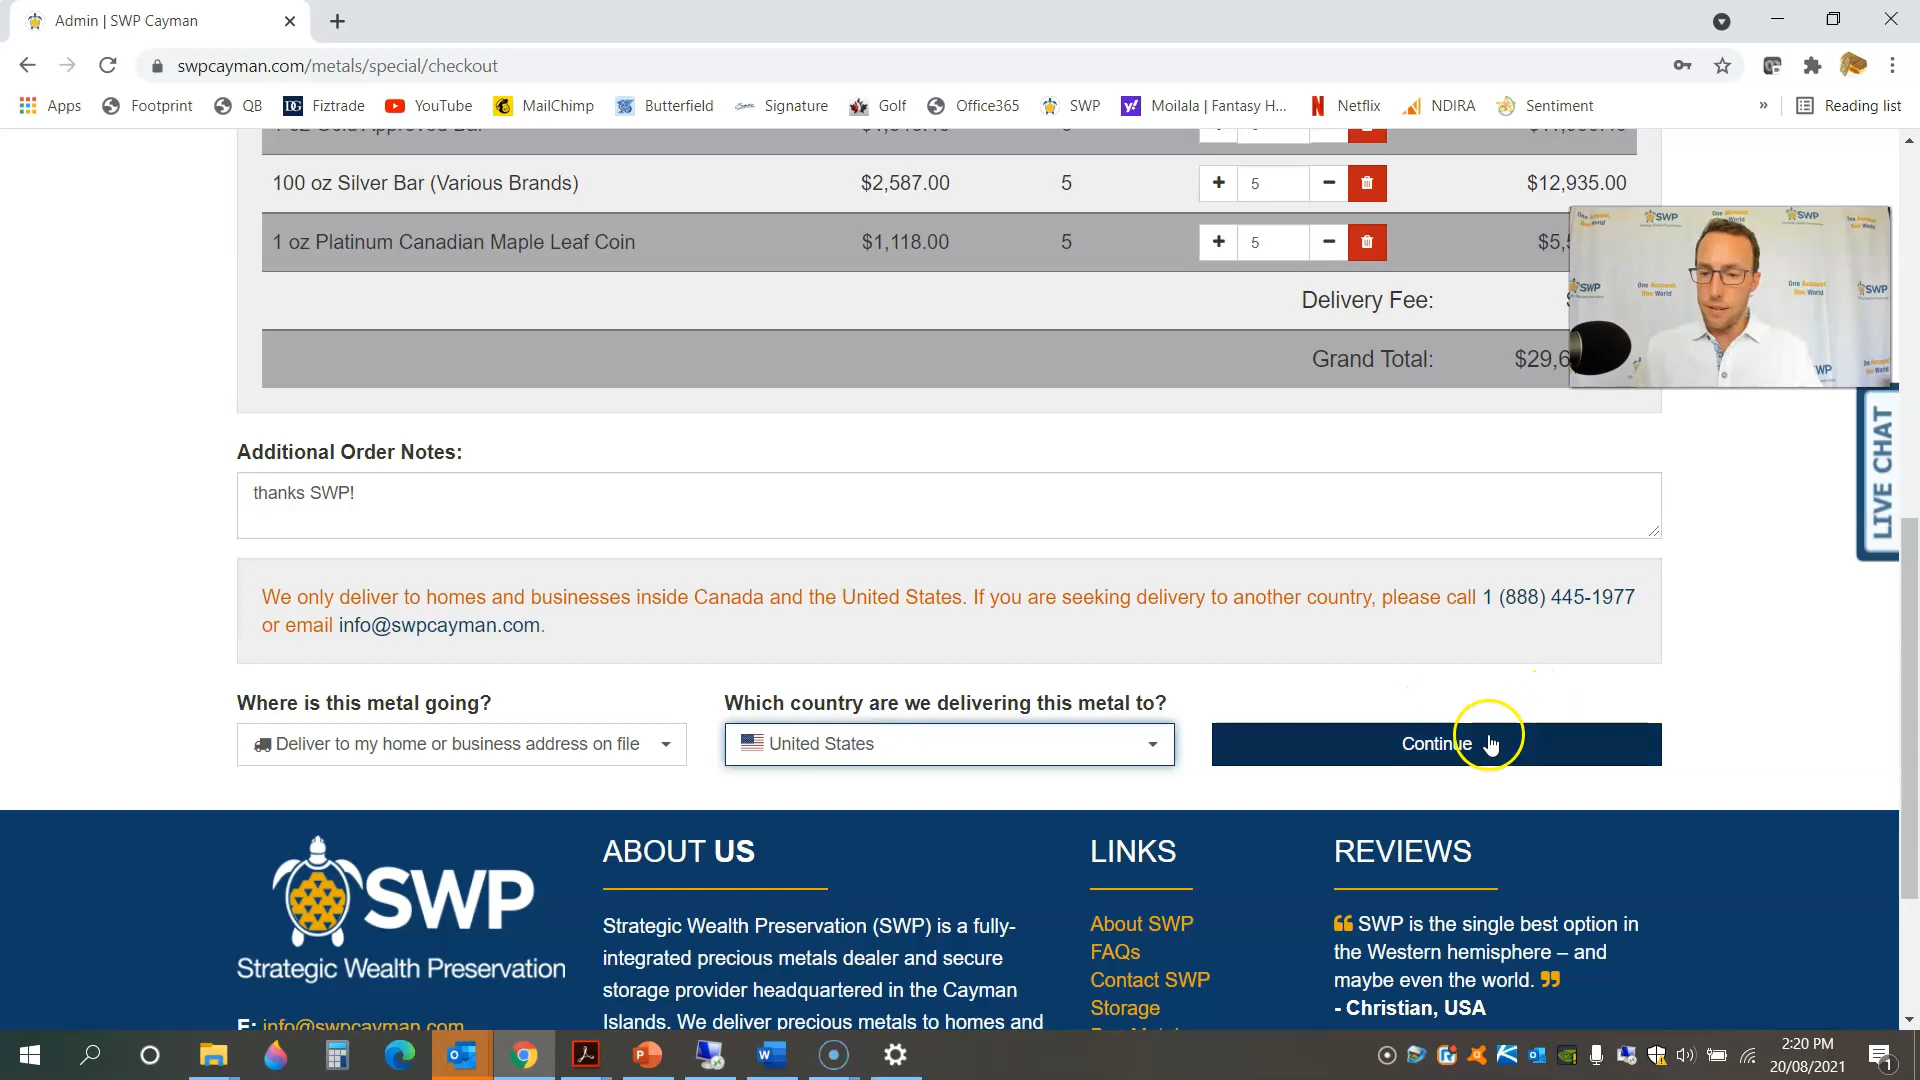 Admin | SWP Cayman
swpcayman.com/metals/special/checkout
Apps Footprint QB DG Fiztrade YouTube MailChimp Butterfield Signature Golf Office365 SWP Moilala | Fantasy H... Netflix NDIRA Sentiment » Reading list
100 oz Silver Bar (Various Brands) $2,587.00 5 + 5 − $12,935.00
1 oz Platinum Canadian Maple Leaf Coin $1,118.00 5 + 5 − $5,5
Delivery Fee:
Grand Total: $29,6
Additional Order Notes:
thanks SWP!
We only deliver to homes and businesses inside Canada and the United States. If you are seeking delivery to another country, please call 1 (888) 445-1977
or email info@swpcayman.com.
Where is this metal going? Which country are we delivering this metal to?
Deliver to my home or business address on file United States Continue
LIVE CHAT
SWP
Strategic Wealth Preservation
E: info@swpcayman.com
ABOUT US
Strategic Wealth Preservation (SWP) is a fully-
integrated precious metals dealer and secure
storage provider headquartered in the Cayman
Islands. We deliver precious metals to homes and
LINKS
About SWP
FAQs
Contact SWP
Storage
REVIEWS
SWP is the single best option in
the Western hemisphere – and
maybe even the world.
- Christian, USA
2:20 PM
20/08/2021
1